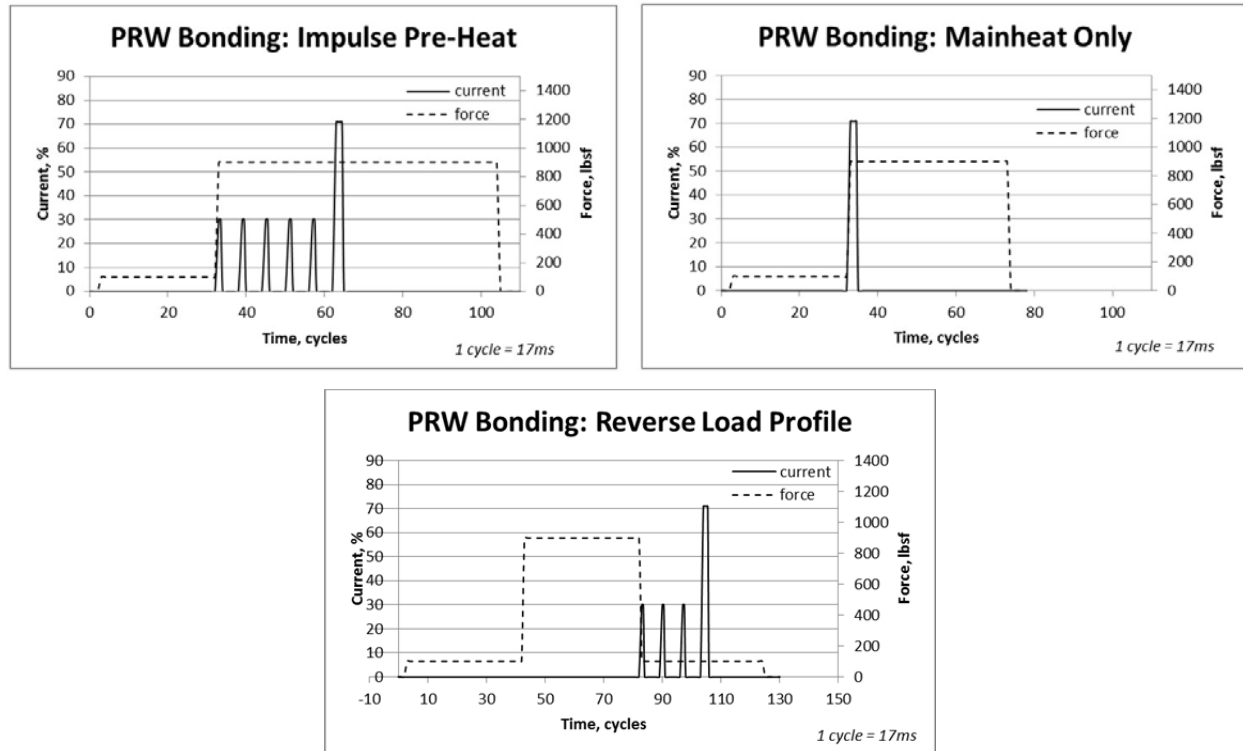 PRW Bonding: Impulse Pre-Heat
current
force
90
80
70
60
50
40
30
20
10
0
Current, %
1400
1200
1000
800
600
400
200
0
Force, lbsf
0 20 40 60 80 100
Time, cycles
1 cycle = 17ms
PRW Bonding: Mainheat Only
current
force
90
80
70
60
50
40
30
20
10
0
Current, %
1400
1200
1000
800
600
400
200
0
Force, lbsf
0 20 40 60 80 100
Time, cycles
1 cycle = 17ms
PRW Bonding: Reverse Load Profile
current
force
90
80
70
60
50
40
30
20
10
0
Current, %
1400
1200
1000
800
600
400
200
0
Force, lbsf
-10 10 30 50 70 90 110 130 150
Time, cycles
1 cycle = 17ms